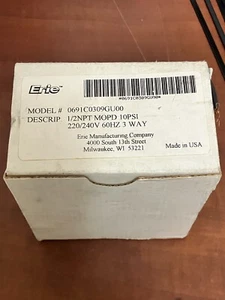 Erie
*0691C0309GU00*
MODEL # 0691C0309GU00
DESCRIP. 1/2NPT MOPD 10PSI
220/240V 60HZ 3 WAY
Erie Manufacturing Company
4000 South 13th Street
Milwaukee, WI 53221
Made in USA